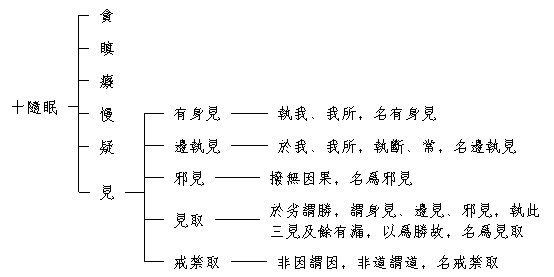 十隨眠
貪
瞋
癡
慢
疑
見
有身見
執我、我所，名有身見
邊執見
於我、我所，執斷、常，名邊執見
邪見
撥無因果，名爲邪見
見取
於劣謂勝，謂身見、邊見、邪見，執此
三見及餘有漏，以爲勝故，名爲見取
戒禁取
非因謂因，非道謂道，名戒禁取